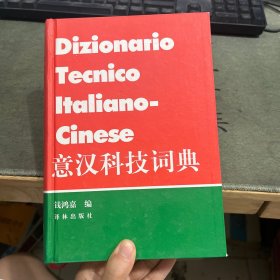 Dizionario
Tecnico
Italiano-
Cinese
意汉科技词典
钱鸿嘉 编
译林出版社